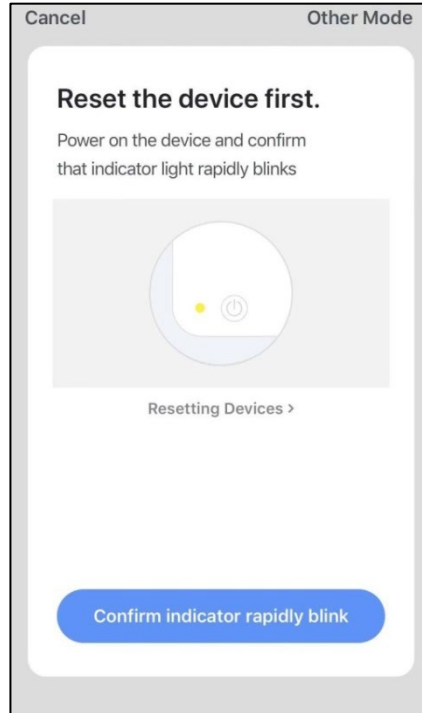 Cancel
Other Mode
Reset the device first.
Power on the device and confirm
that indicator light rapidly blinks
Resetting Devices >
Confirm indicator rapidly blink